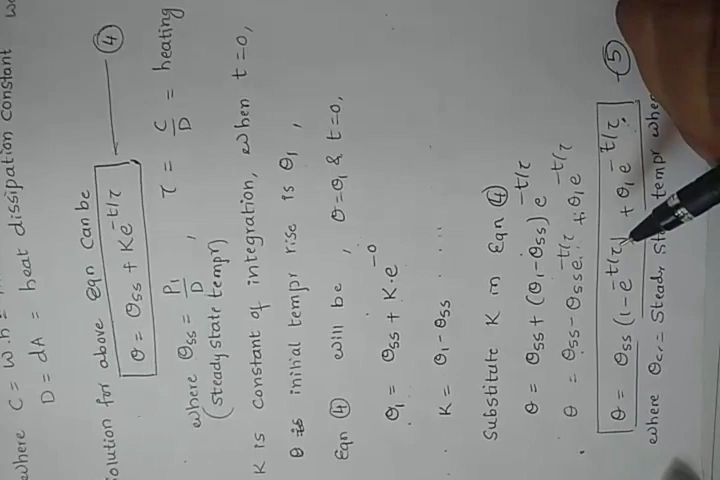 where C = W.h =
D = dA = heat dissipation constant
solution for above eqn can be
θ = θss + Ke^-t/τ , ④
where θss = P1/D , τ = C/D = heating
(steady state tempr)
K is constant of integration, when t=0,
θ is initial tempr rise is θ1 ,
Eqn ④ will be , θ=θ1 & t=0,
θ1 = θss + K.e^-0
K = θ1 - θss ....
Substitute K in Eqn ④
θ = θss + (θ1-θss) e^-t/τ
θ = θss - θss e^-t/τ + θ1 e^-t/τ
θ = θss (1-e^-t/τ) + θ1 e^-t/τ . ⑤
where = Steady tempr when